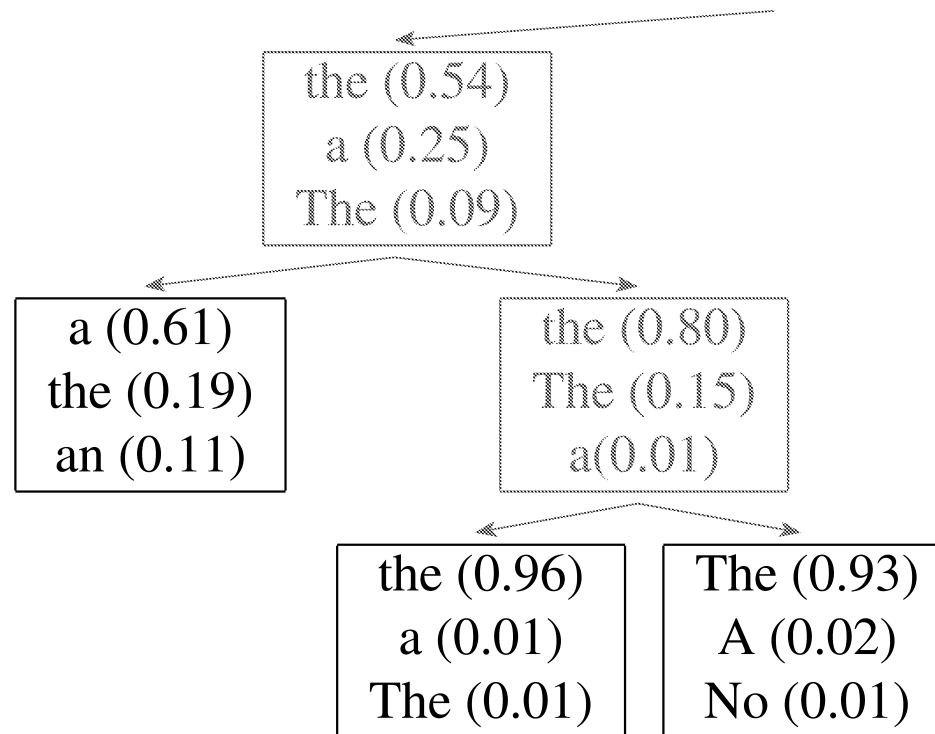 the (0.54)
a (0.25)
The (0.09)
a (0.61)
the (0.19)
an (0.11)
the (0.80)
The (0.15)
a(0.01)
the (0.96)
a (0.01)
The (0.01)
The (0.93)
A (0.02)
No (0.01)